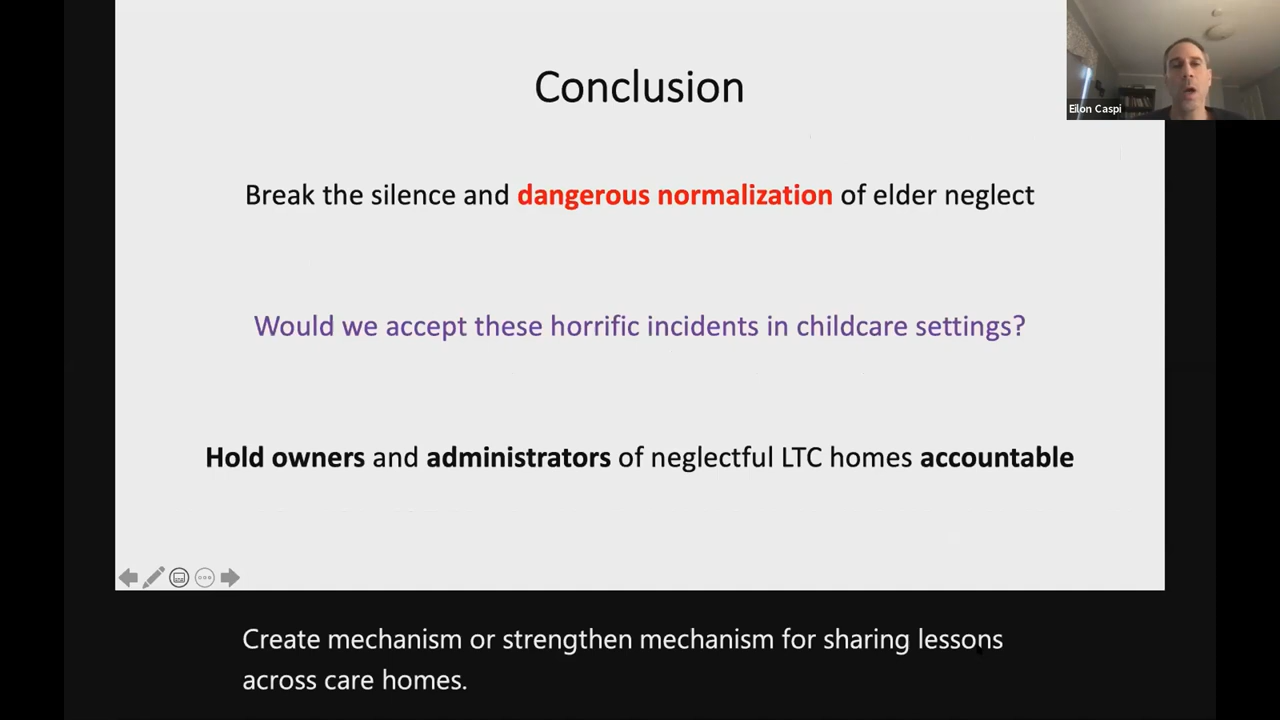 Conclusion
Eilon Caspi
Break the silence and dangerous normalization of elder neglect
Would we accept these horrific incidents in childcare settings?
Hold owners and administrators of neglectful LTC homes accountable
Create mechanism or strengthen mechanism for sharing lessons
across care homes.